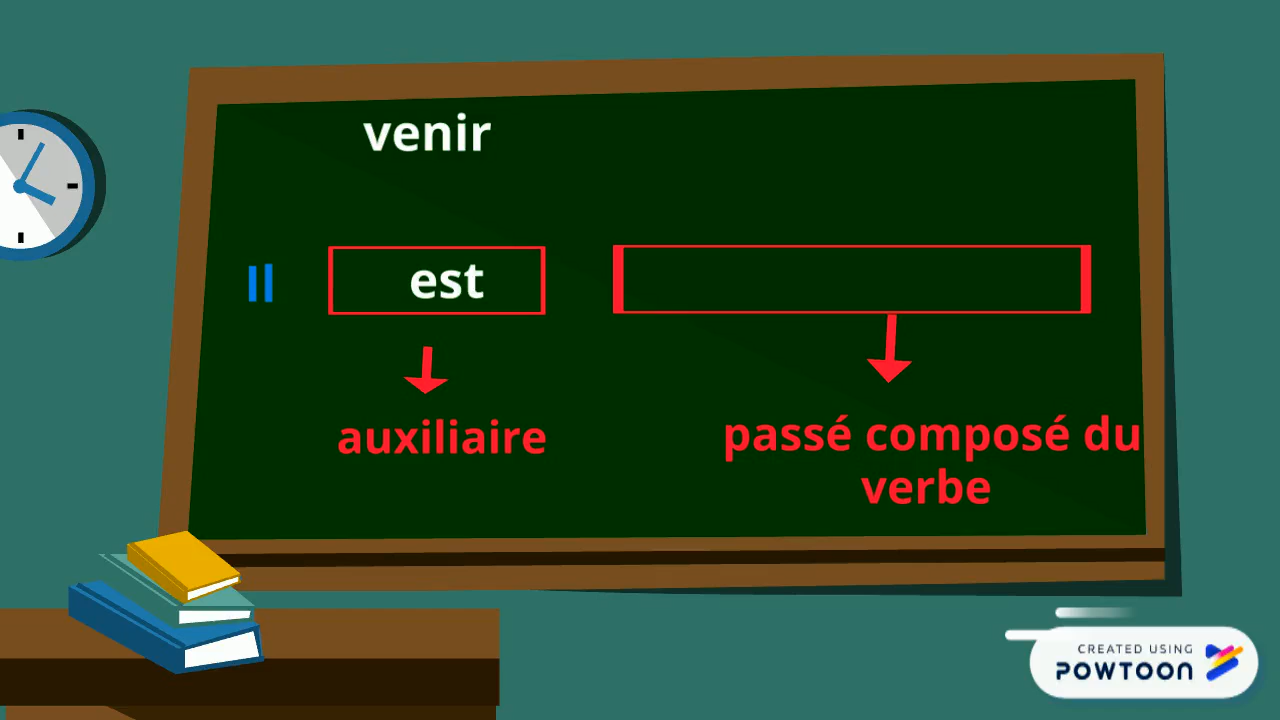 venir
Il est
auxiliaire
passé composé du
verbe
CREATED USING
POWTOON